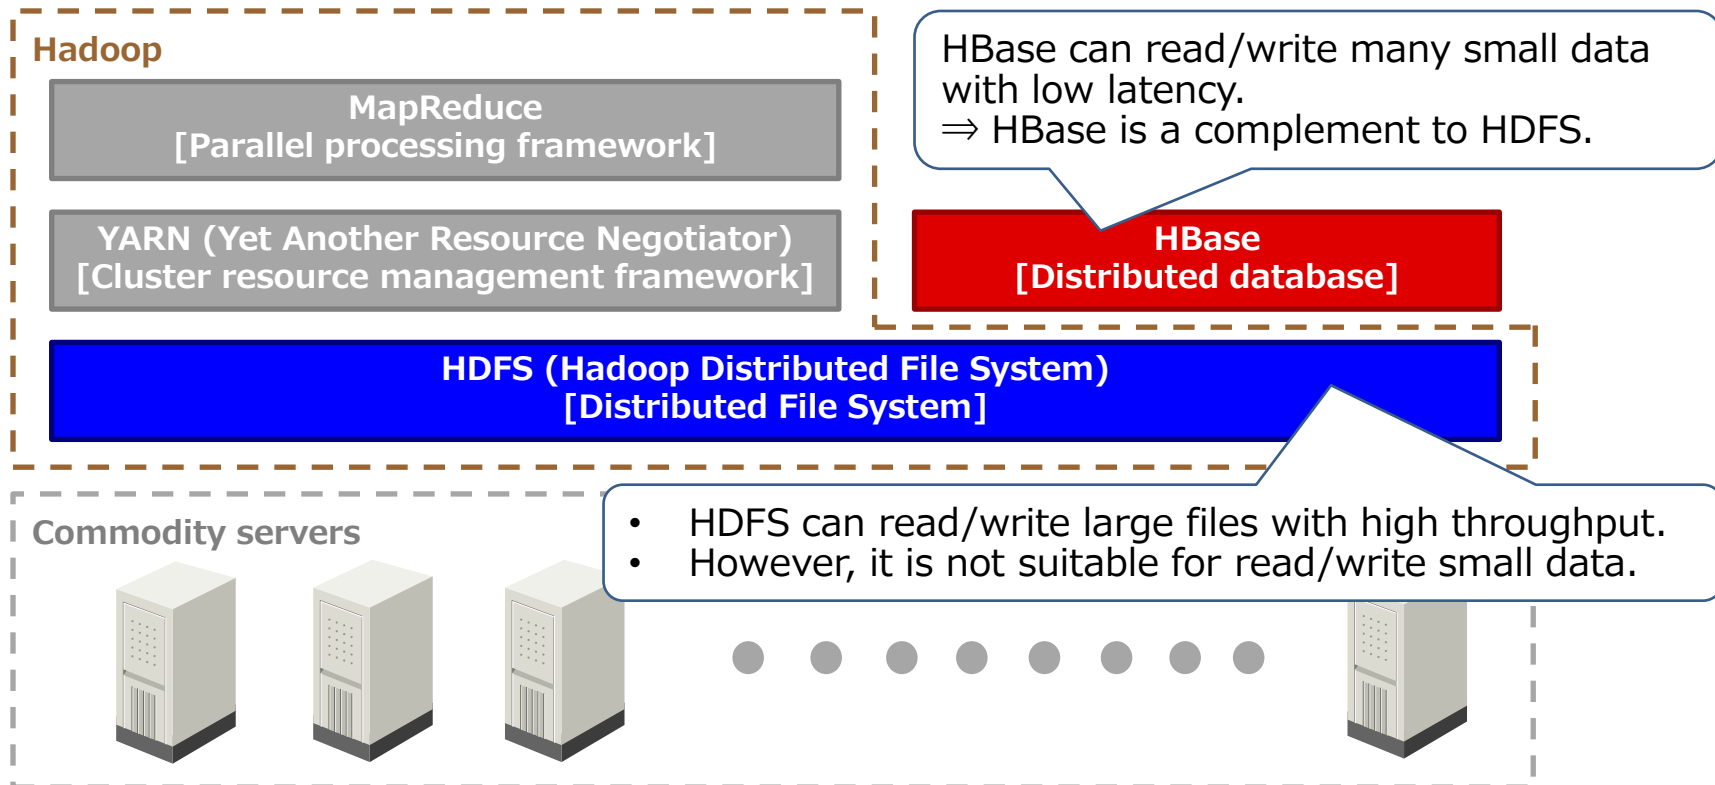 Hadoop
MapReduce
[Parallel processing framework]
YARN (Yet Another Resource Negotiator)
[Cluster resource management framework]
HBase can read/write many small data
with low latency.
⇒ HBase is a complement to HDFS.
HBase
[Distributed database]
HDFS (Hadoop Distributed File System)
[Distributed File System]
Commodity servers
• HDFS can read/write large files with high throughput.
• However, it is not suitable for read/write small data.